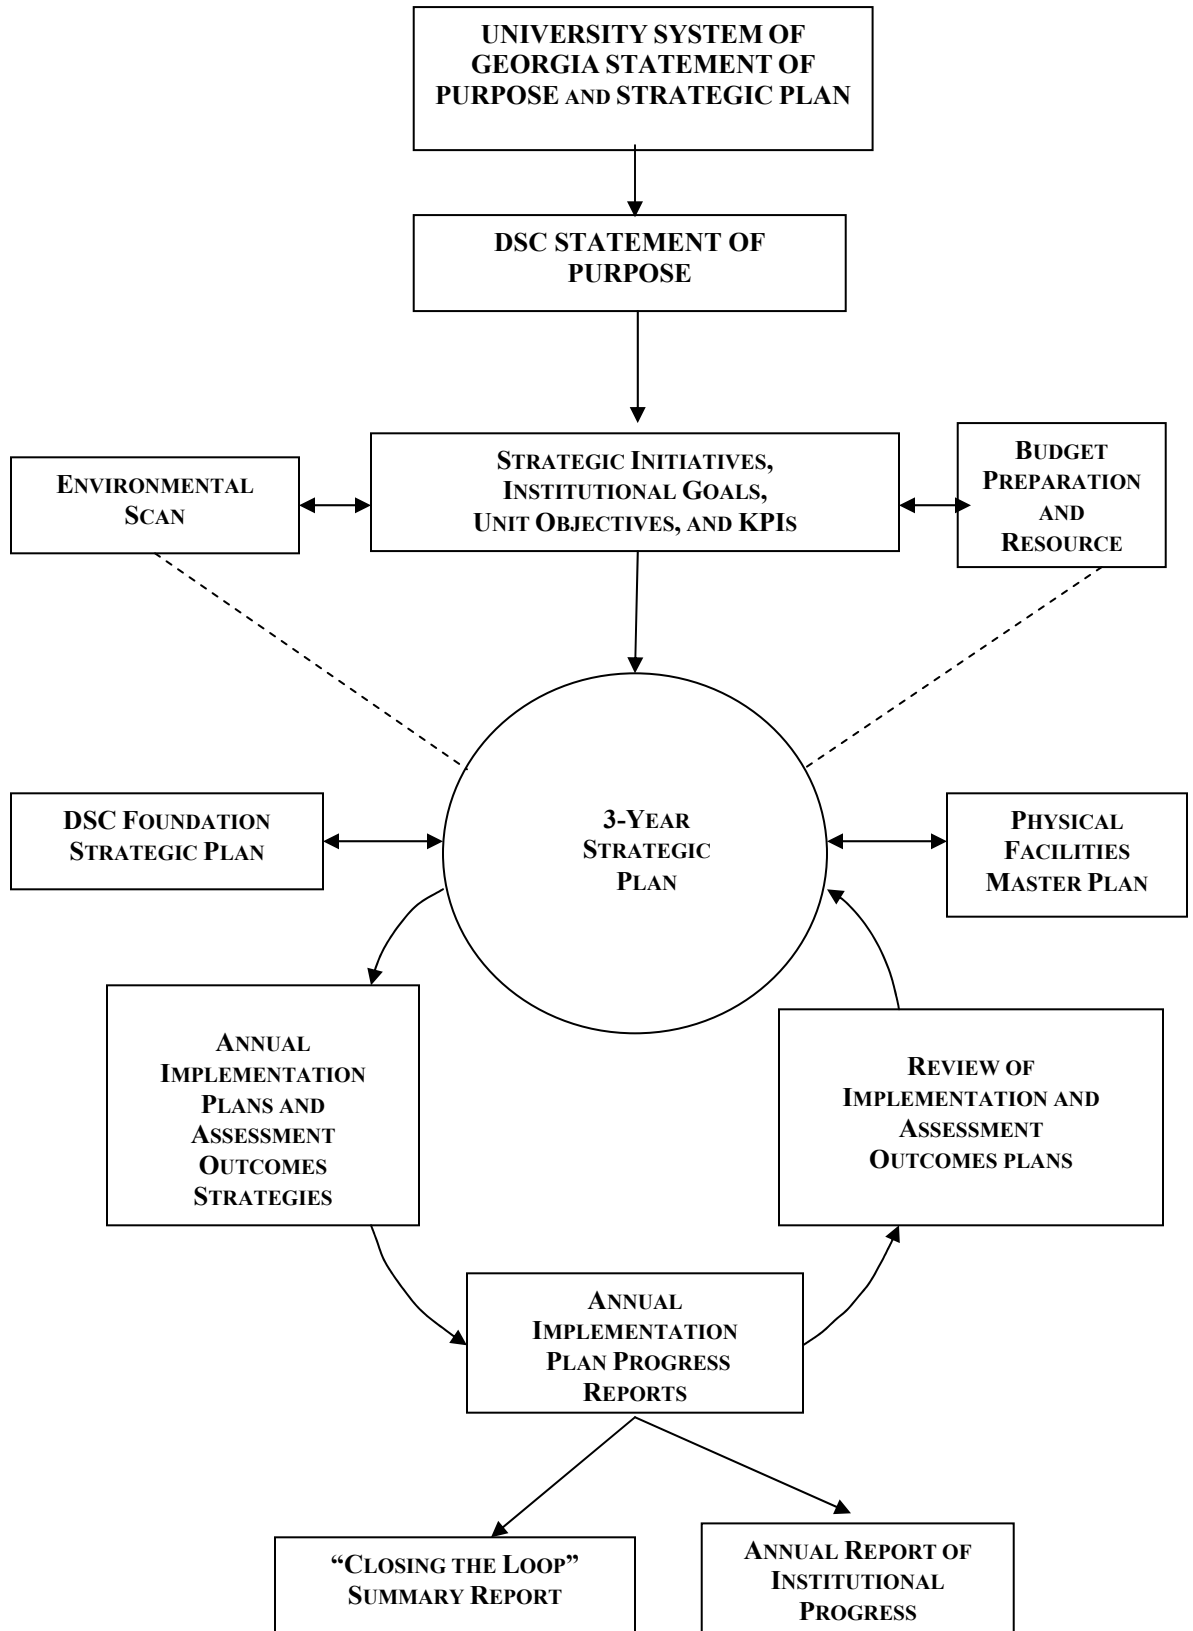 UNIVERSITY SYSTEM OF
GEORGIA STATEMENT OF
PURPOSE AND STRATEGIC PLAN
DSC STATEMENT OF
PURPOSE
ENVIRONMENTAL
SCAN
STRATEGIC INITIATIVES,
INSTITUTIONAL GOALS,
UNIT OBJECTIVES, AND KPIS
BUDGET
PREPARATION
AND
RESOURCE
DSC FOUNDATION
STRATEGIC PLAN
3-YEAR
STRATEGIC
PLAN
PHYSICAL
FACILITIES
MASTER PLAN
ANNUAL
IMPLEMENTATION
PLANS AND
ASSESSMENT
OUTCOMES
STRATEGIES
REVIEW OF
IMPLEMENTATION AND
ASSESSMENT
OUTCOMES PLANS
ANNUAL
IMPLEMENTATION
PLAN PROGRESS
REPORTS
“CLOSING THE LOOP”
SUMMARY REPORT
ANNUAL REPORT OF
INSTITUTIONAL
PROGRESS